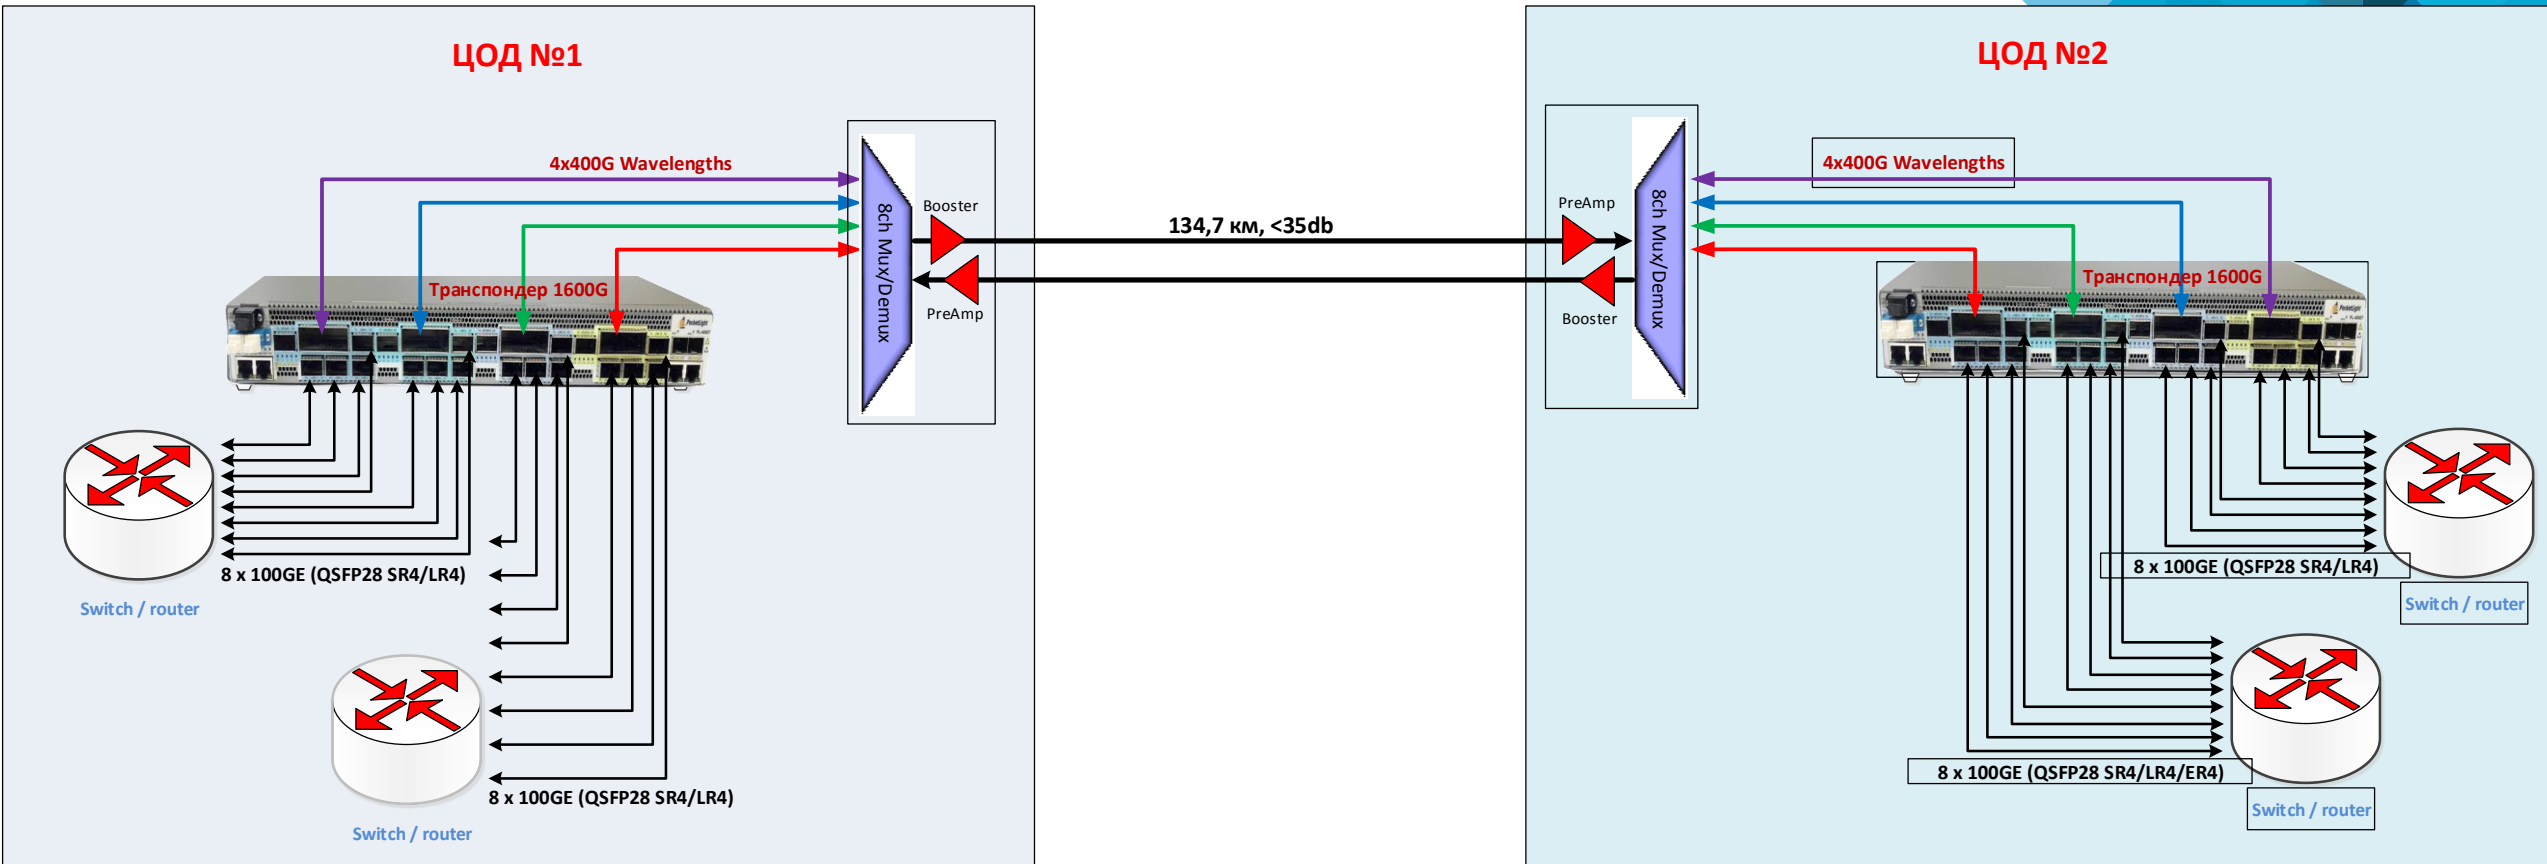 ЦОД №1
ЦОД №2
4x400G Wavelengths
4x400G Wavelengths
Booster
PreAmp
8ch Mux/Demux
134,7 км, <35db
PreAmp
Booster
8ch Mux/Demux
Транспондер 1600G
Транспондер 1600G
PacketLight
PacketLight
8 x 100GE (QSFP28 SR4/LR4)
Switch / router
8 x 100GE (QSFP28 SR4/LR4)
Switch / router
8 x 100GE (QSFP28 SR4/LR4)
Switch / router
8 x 100GE (QSFP28 SR4/LR4/ER4)
Switch / router